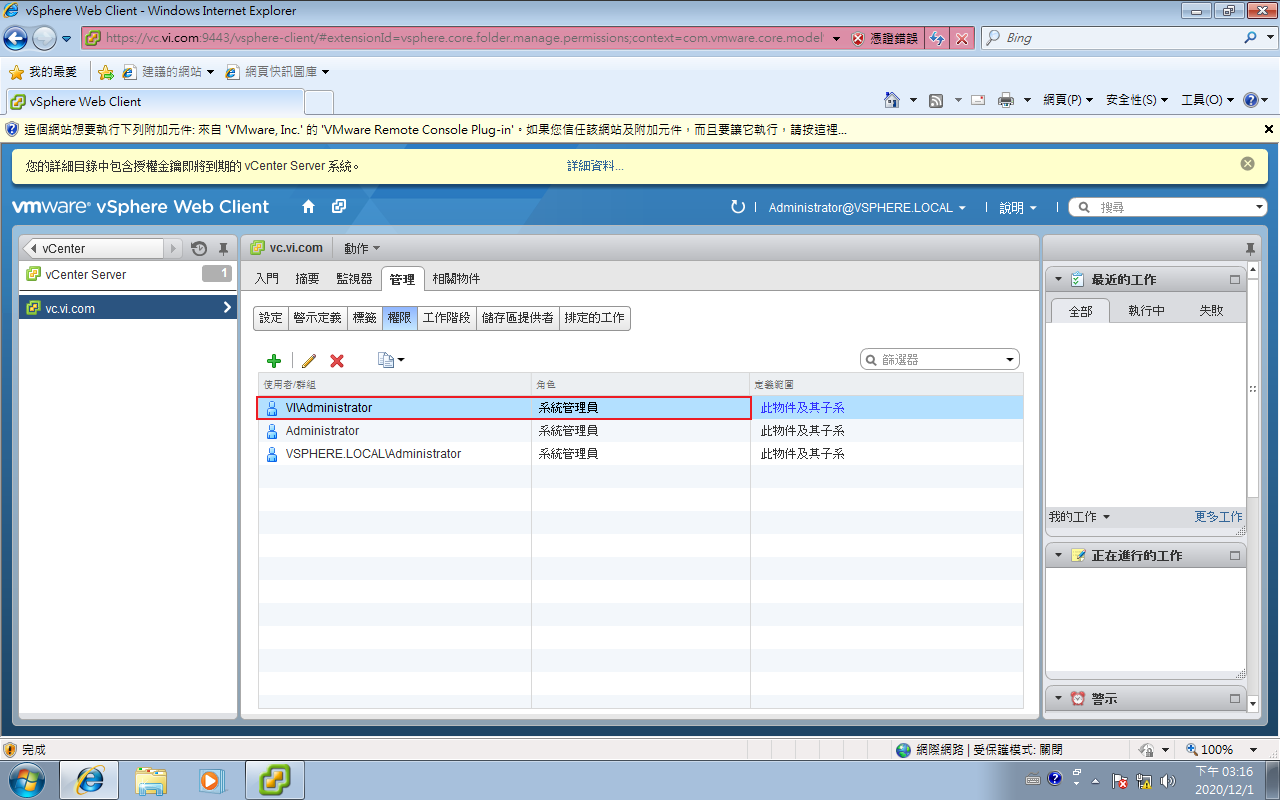 vSphere Web Client - Windows Internet Explorer
https://vc.vi.com:9443/vsphere-client/#extensionId=vsphere.core.folder.manage.permissions;context=com.vmware.core.model 憑證錯誤 Bing
我的最愛 建議的網站 網頁快訊圖庫
vSphere Web Client 網頁(P) 安全性(S) 工具(O)
這個網站想要執行下列附加元件: 來自 'VMware, Inc.' 的 'VMware Remote Console Plug-in'。如果您信任該網站及附加元件，而且要讓它執行，請按這裡...
您的詳細目錄中包含授權金鑰即將到期的 vCenter Server 系統。 詳細資料...
vmware® vSphere Web Client Administrator@VSPHERE.LOCAL 說明 搜尋
vCenter
vCenter Server 1
vc.vi.com
vc.vi.com 動作
入門 摘要 監視器 管理 相關物件
設定 警示定義 標籤 權限 工作階段 儲存區提供者 排定的工作
篩選器
使用者/群組 角色 定義範圍
VI\Administrator 系統管理員 此物件及其子系
Administrator 系統管理員 此物件及其子系
VSPHERE.LOCAL\Administrator 系統管理員 此物件及其子系
最近的工作
全部 執行中 失敗
我的工作 更多工作
正在進行的工作
警示
完成 網際網路 | 受保護模式: 關閉 100%
下午 03:16
2020/12/1